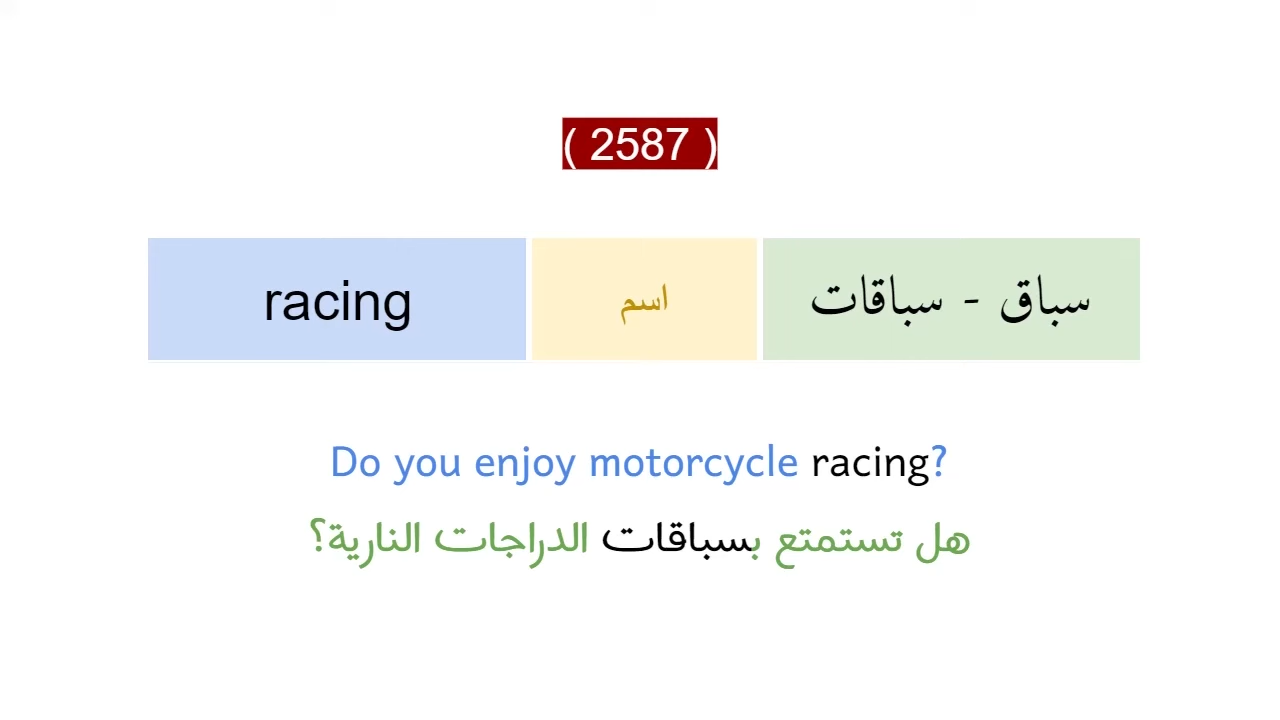 ( 2587 )
racing
اسم
سباق - سباقات
Do you enjoy motorcycle racing?
هل تستمتع بسباقات الدراجات النارية؟